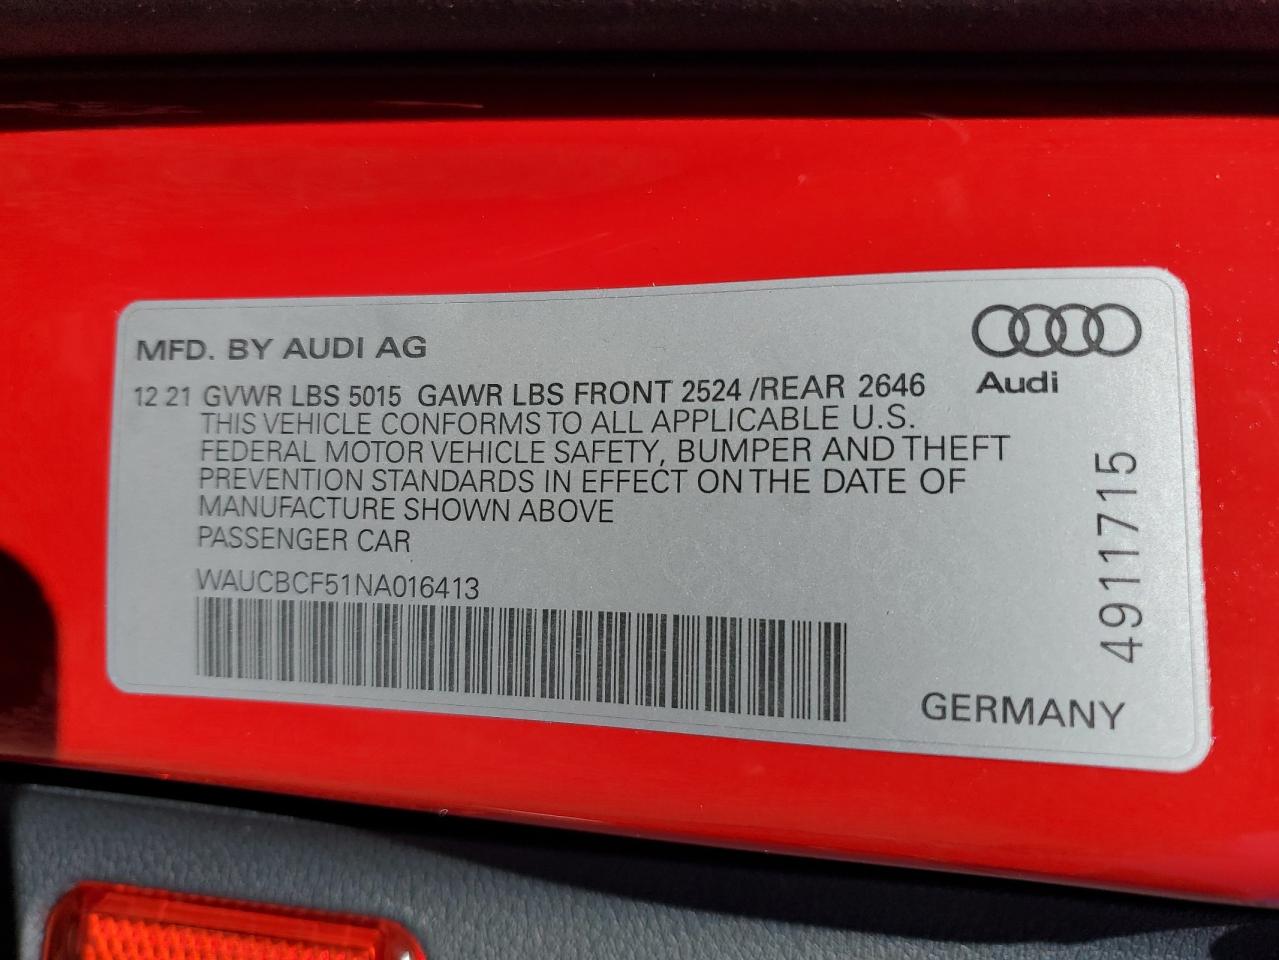 MFD. BY AUDI AG
Audi
12 21 GVWR LBS 5015 GAWR LBS FRONT 2524 /REAR 2646
THIS VEHICLE CONFORMS TO ALL APPLICABLE U.S.
FEDERAL MOTOR VEHICLE SAFETY, BUMPER AND THEFT
PREVENTION STANDARDS IN EFFECT ON THE DATE OF
MANUFACTURE SHOWN ABOVE
PASSENGER CAR
WAUCBCF51NA016413
4911715
GERMANY